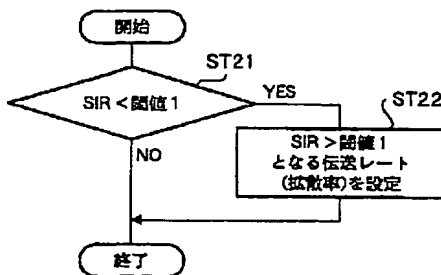 開始
ST21
SIR<閾値1
YES
ST22
SIR>閾値1
となる伝送レート
(拡散率)を設定
NO
終了